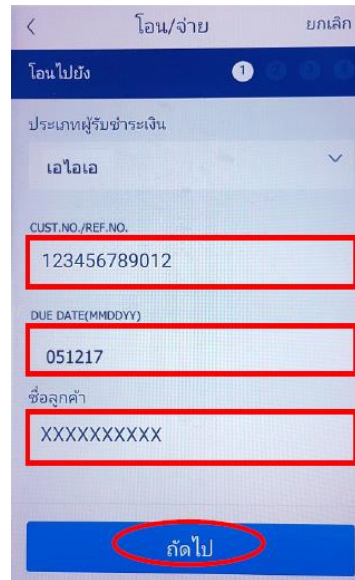 โอน/จ่าย ยกเลิก
โอนไปยัง 1 2 3 4
ประเภทผู้รับชำระเงิน
เอไอเอ
CUST.NO./REF.NO.
123456789012
DUE DATE(MMDDYY)
051217
ชื่อลูกค้า
XXXXXXXXXX
ถัดไป